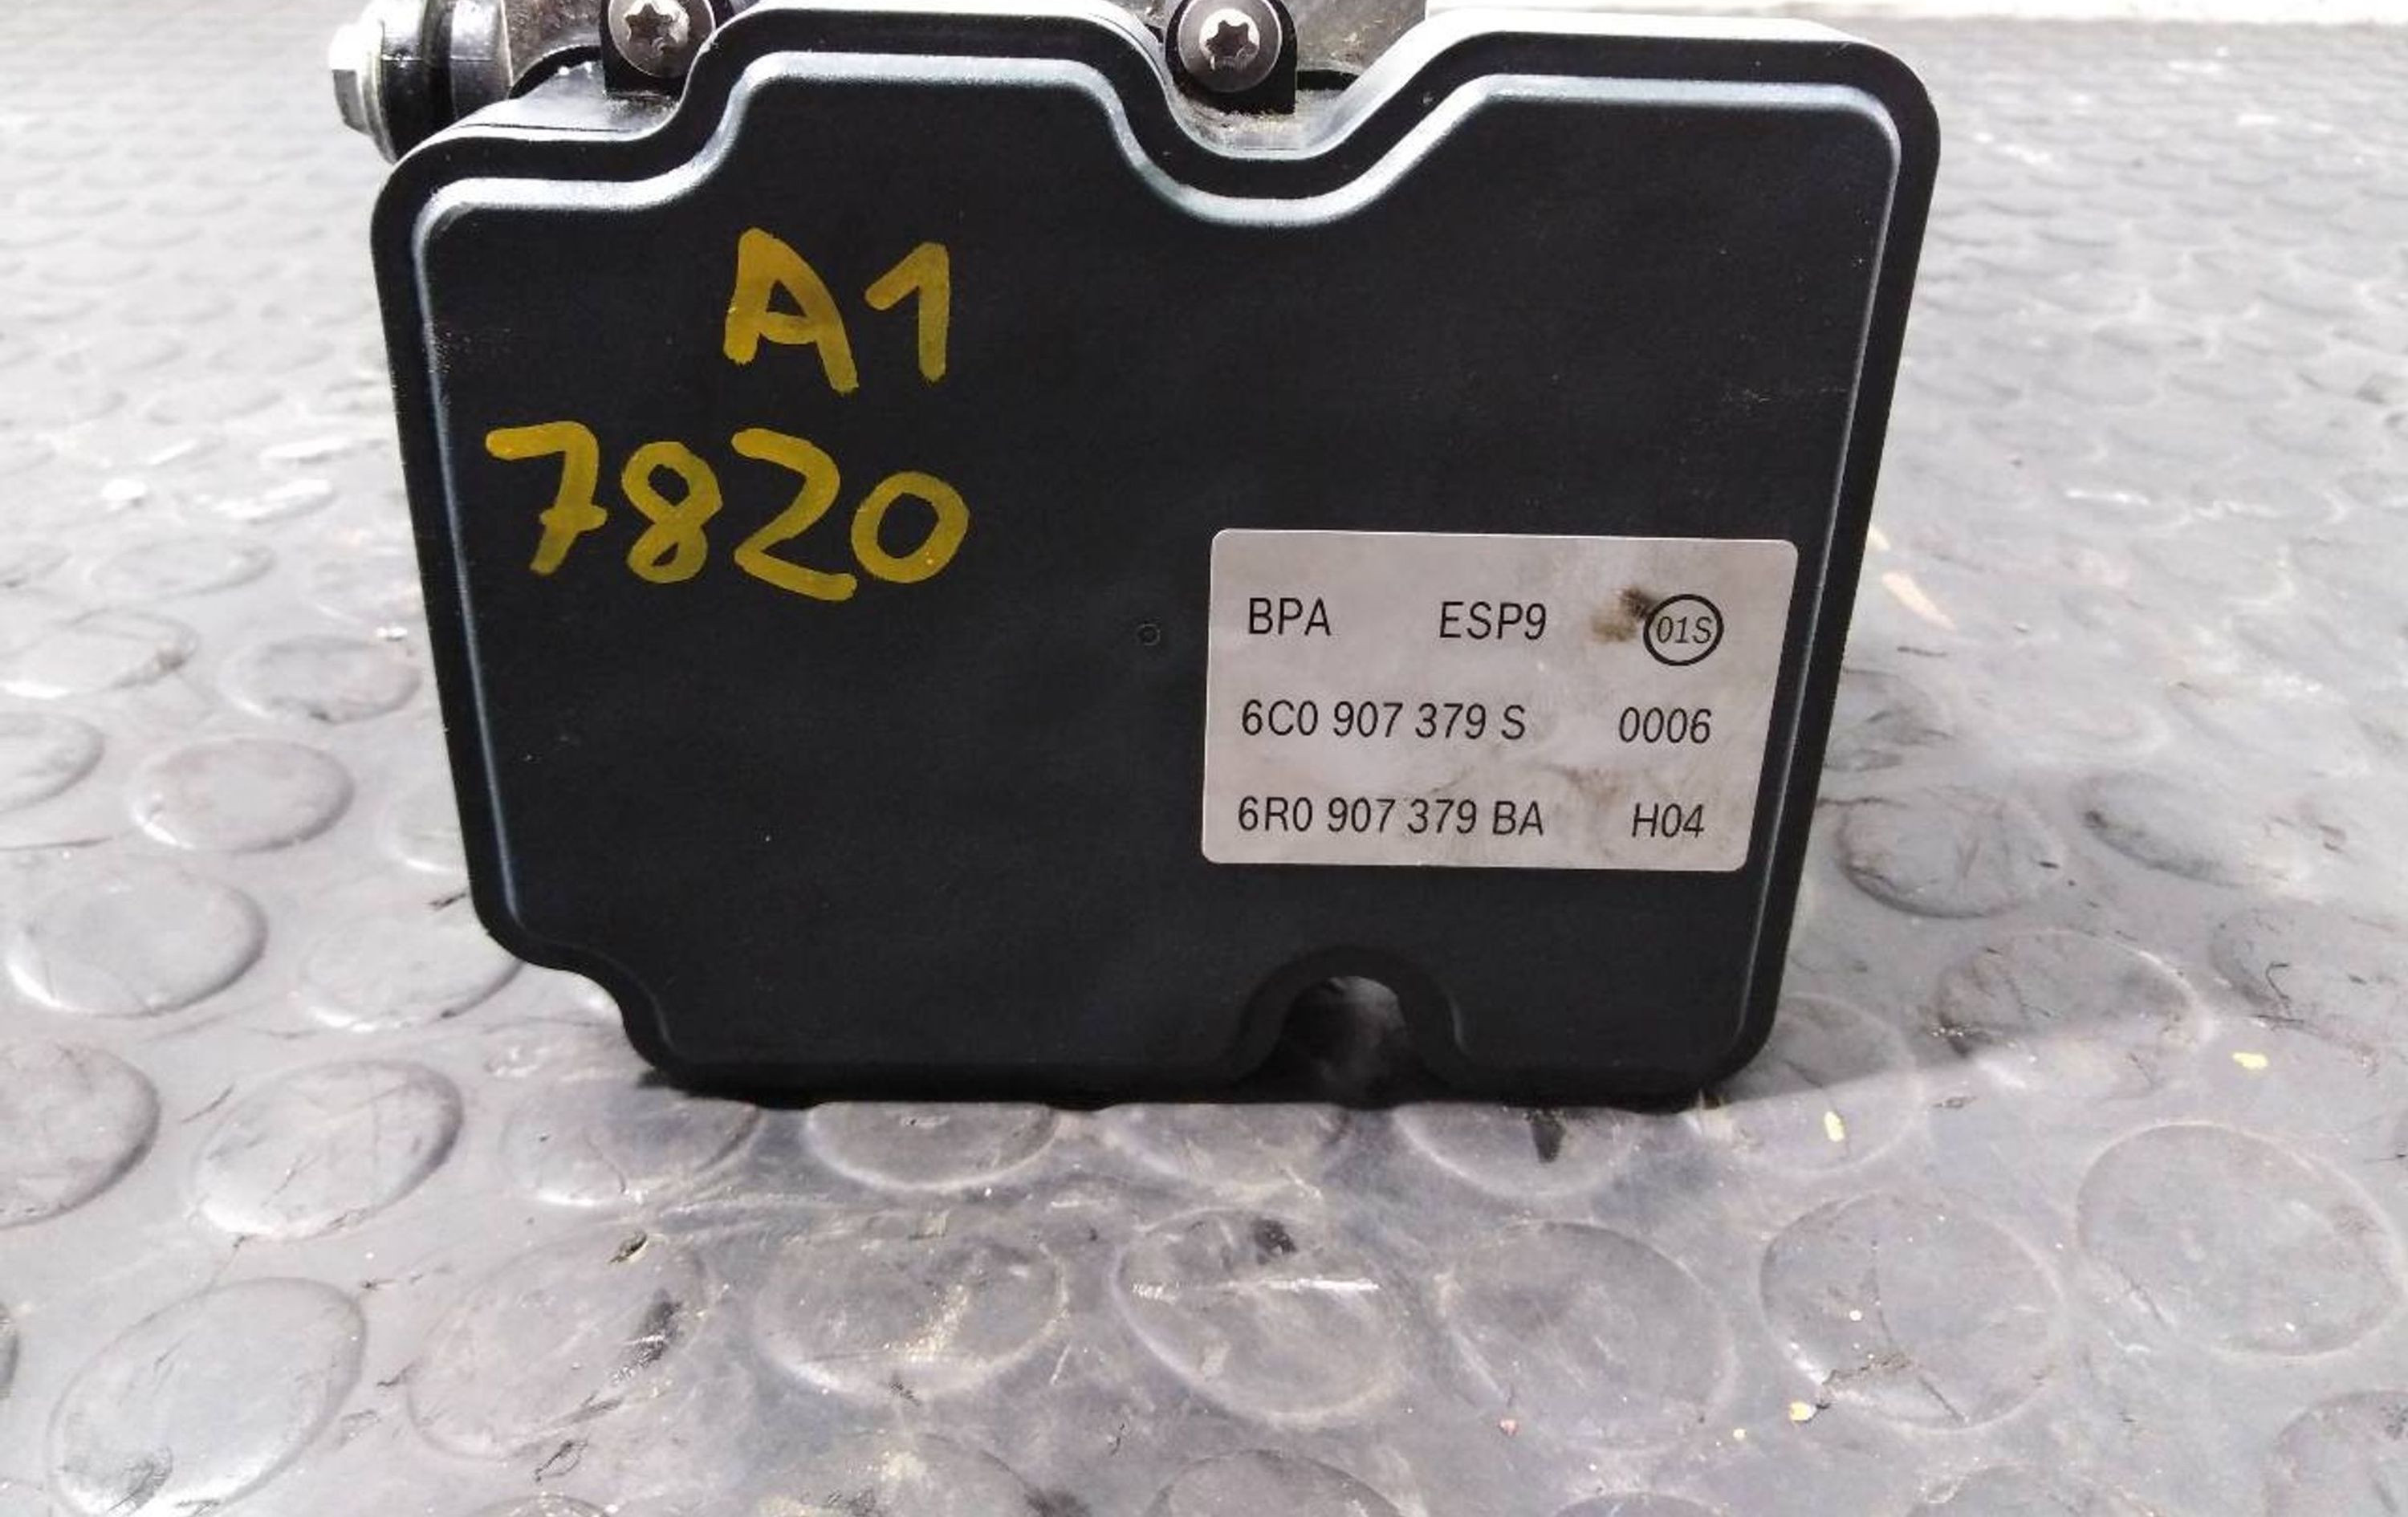 A1
7820
BPA ESP9 01S
6C0 907 379 S 0006
6R0 907 379 BA H04